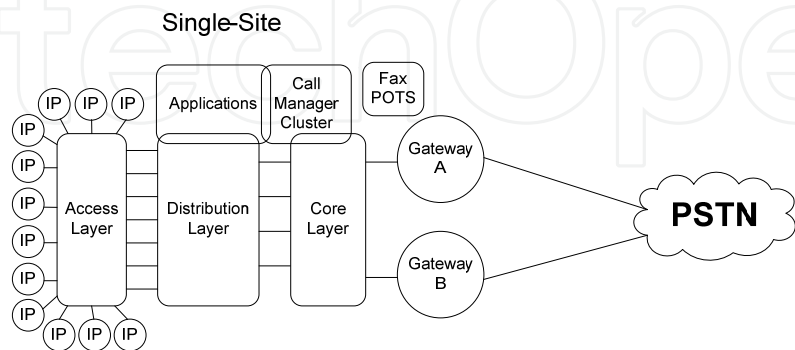 techOpe
Single-Site
Applications
Call
Manager
Cluster
Fax
POTS
IP
IP
IP
IP
IP
IP
IP
IP
IP
IP
IP
IP
Access
Layer
Distribution
Layer
Core
Layer
Gateway
A
Gateway
B
PSTN